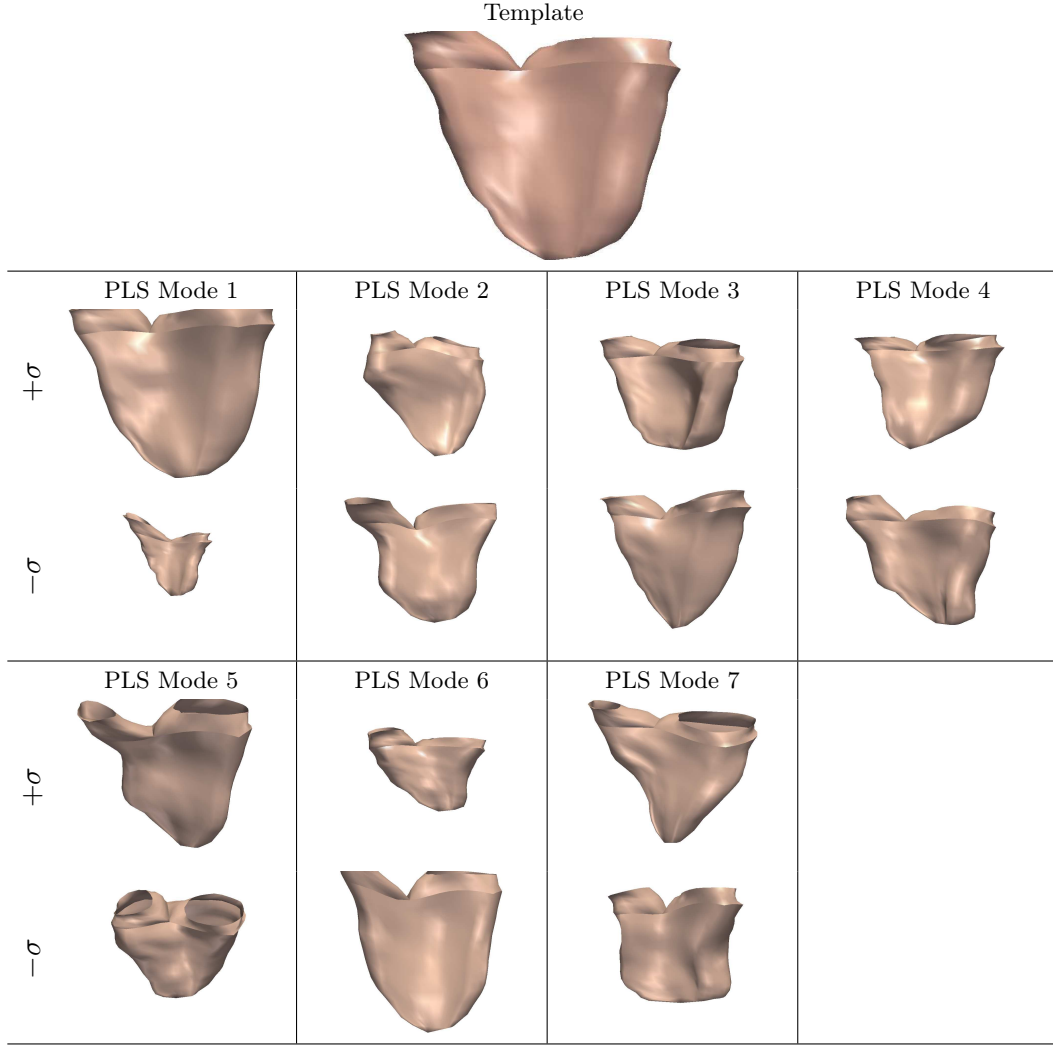 Template
PLS Mode 1 PLS Mode 2 PLS Mode 3 PLS Mode 4
+σ
−σ
PLS Mode 5 PLS Mode 6 PLS Mode 7
+σ
−σ